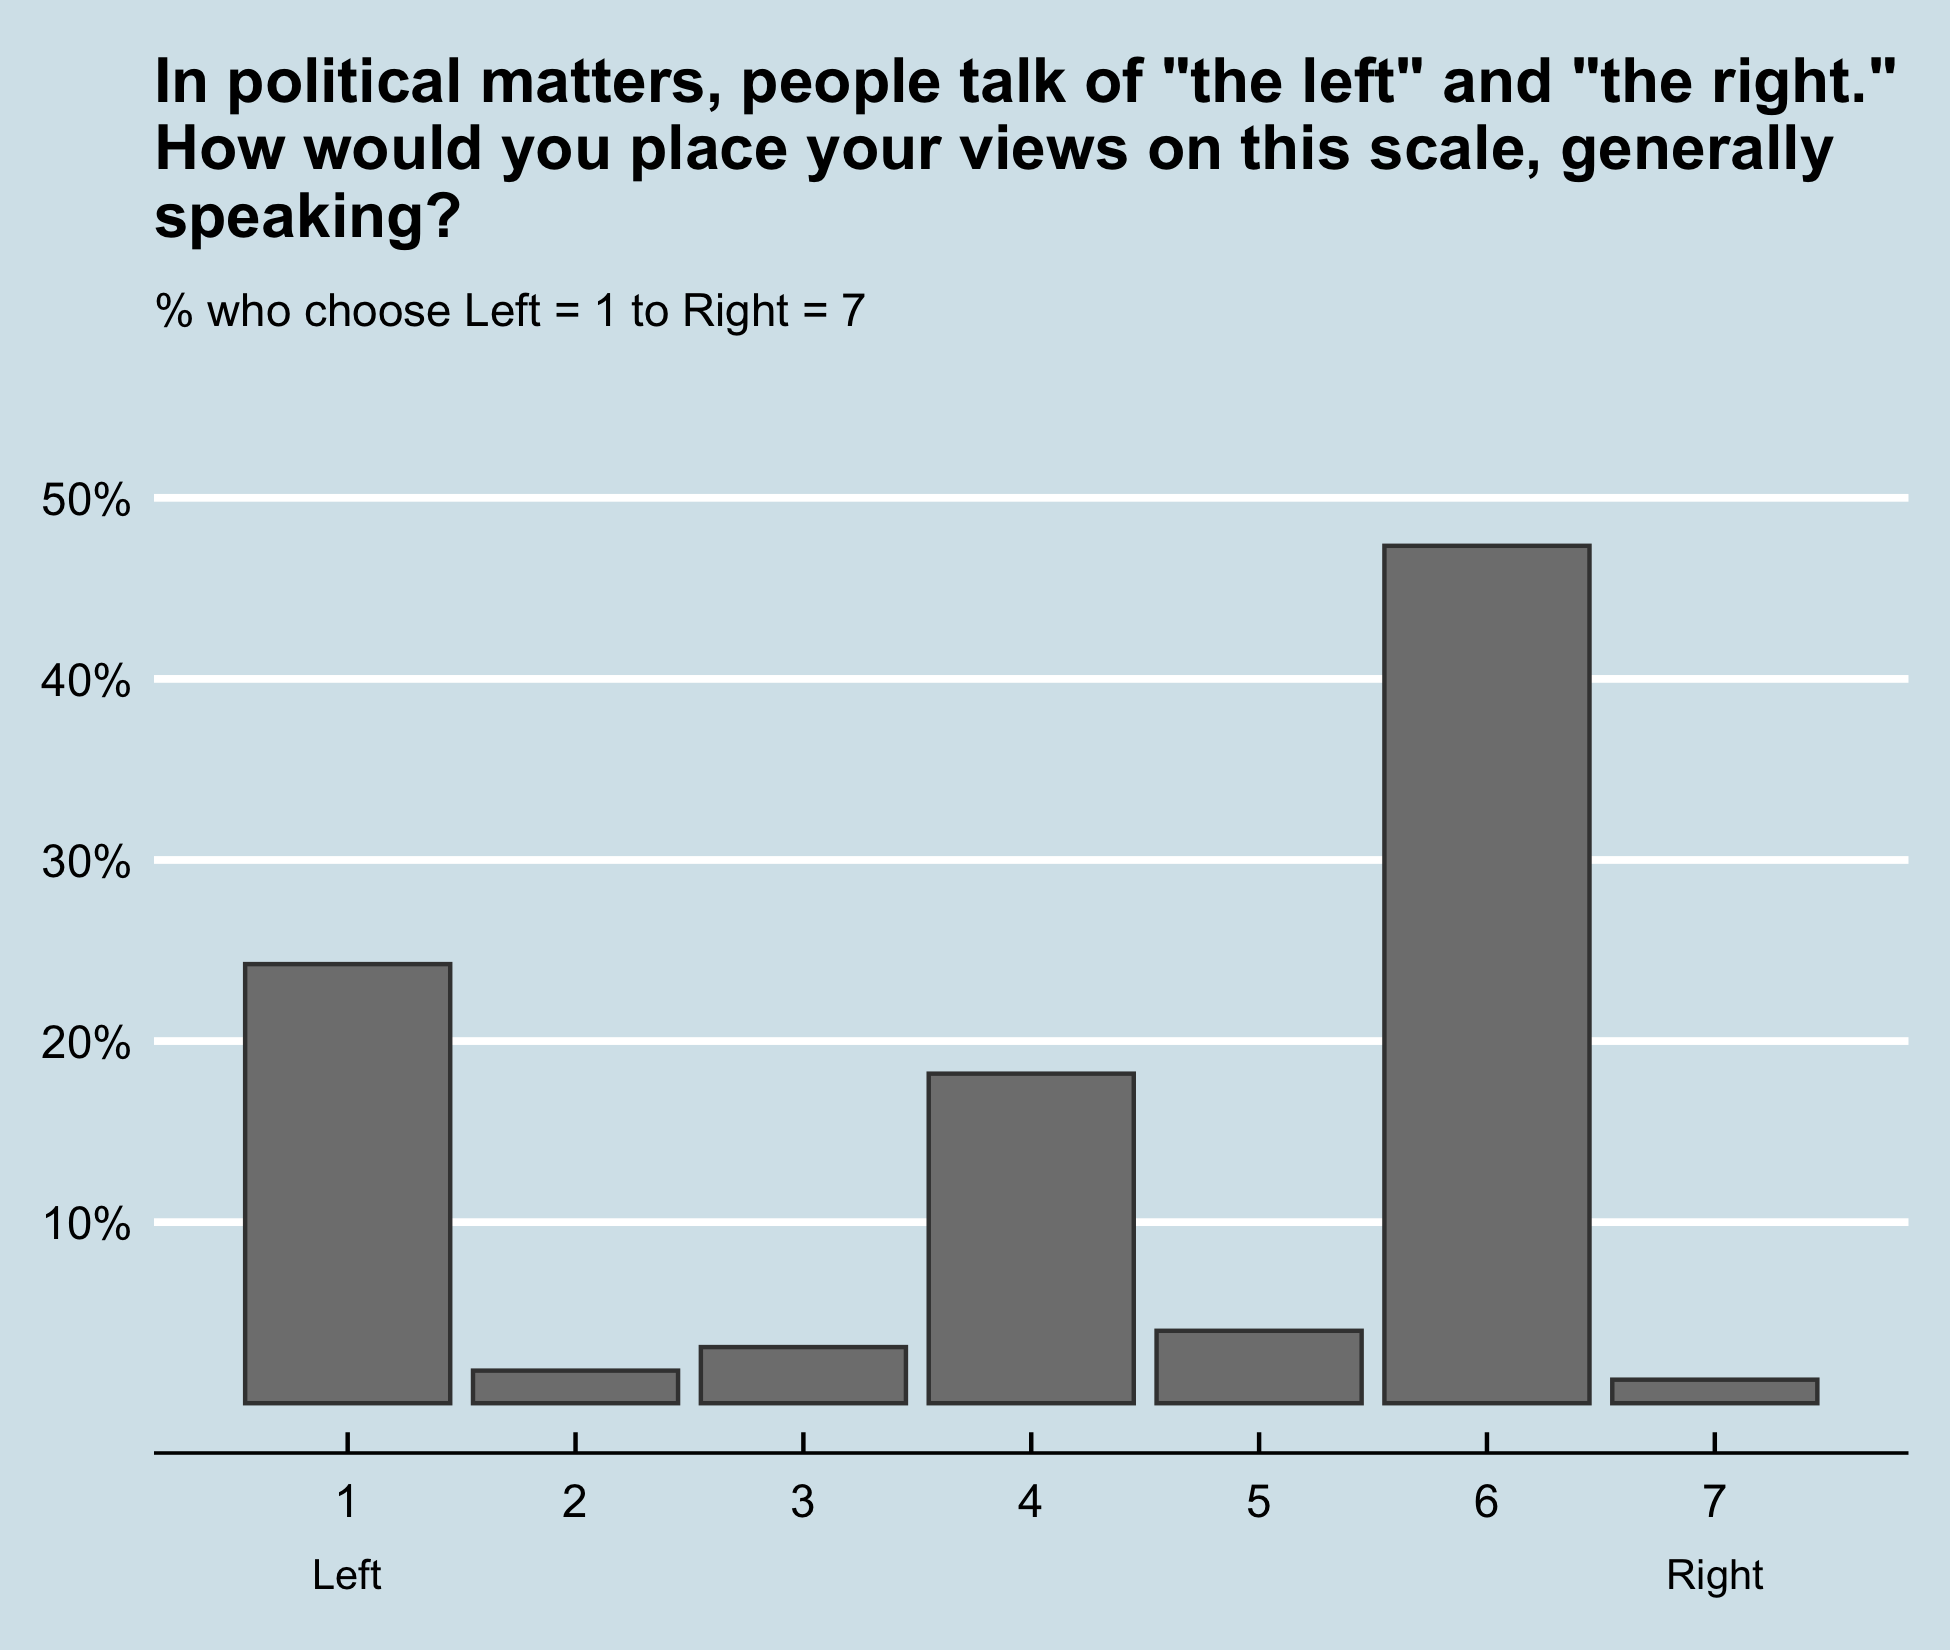 In political matters, people talk of "the left" and "the right."
How would you place your views on this scale, generally
speaking?
% who choose Left = 1 to Right = 7
50%
40%
30%
20%
10%
1 2 3 4 5 6 7
Left Right